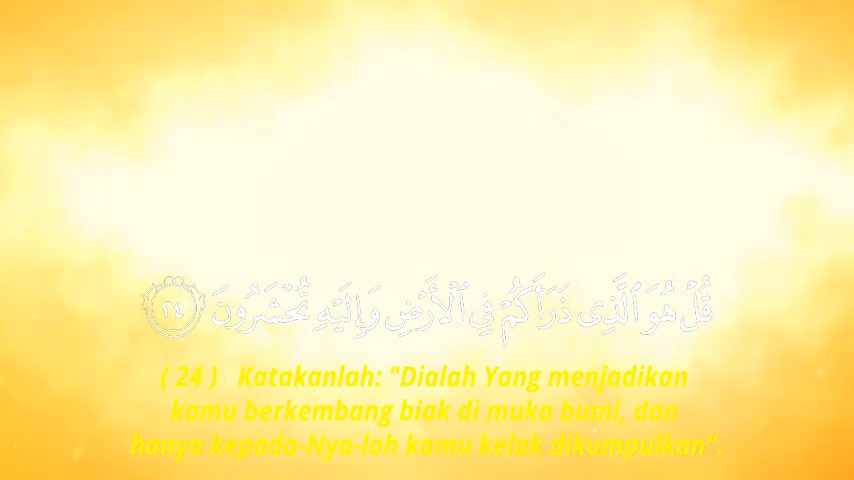 قُلْ هُوَ ٱلَّذِى ذَرَأَكُمْ فِى ٱلْأَرْضِ وَإِلَيْهِ تُحْشَرُونَ ٢٤
( 24 ) Katakanlah: "Dialah Yang menjadikan
kamu berkembang biak di muka bumi, dan
hanya kepada-Nya-lah kamu kelak dikumpulkan".